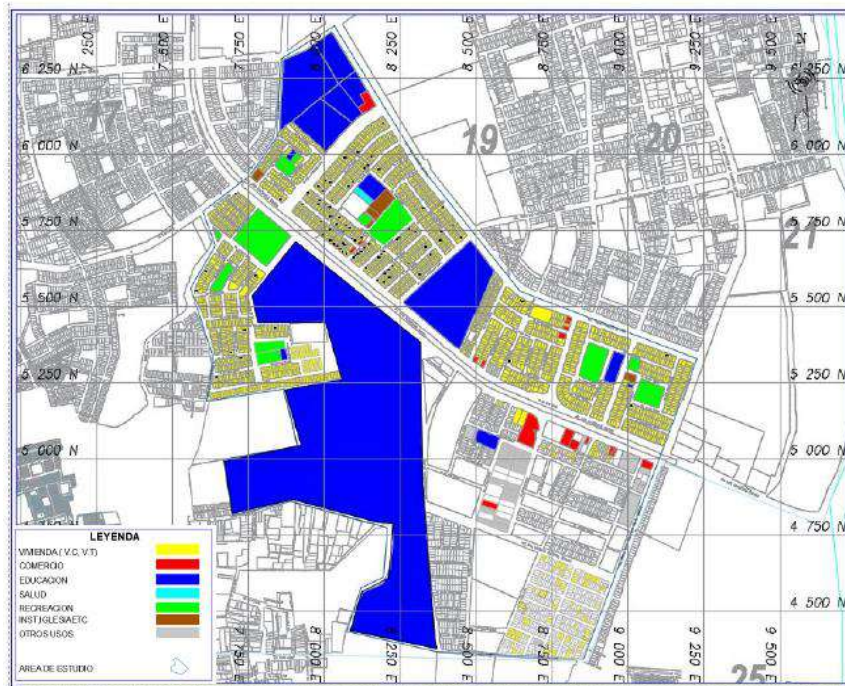 7 250 E
7 500 E
7 750 E
8 000 E
8 250 E
8 500 E
8 750 E
9 000 E
9 250 E
9 500 E
6 250 N
6 250 N
17
19
20
6 000 N
6 000 N
5 750 N
5 750 N
21
5 500 N
5 500 N
5 250 N
5 250 N
5 000 N
5 000 N
4 750 N
4 500 N
7 750 E
8 000 E
8 250 E
8 500 E
8 750 E
9 000 E
9 250 E
9 500 E
25
LEYENDA
VIVIENDA ( V.C, V.T)
COMERCIO
EDUCACION
SALUD
RECREACION
INST,IGLESIAETC
OTROS USOS
AREA DE ESTUDIO